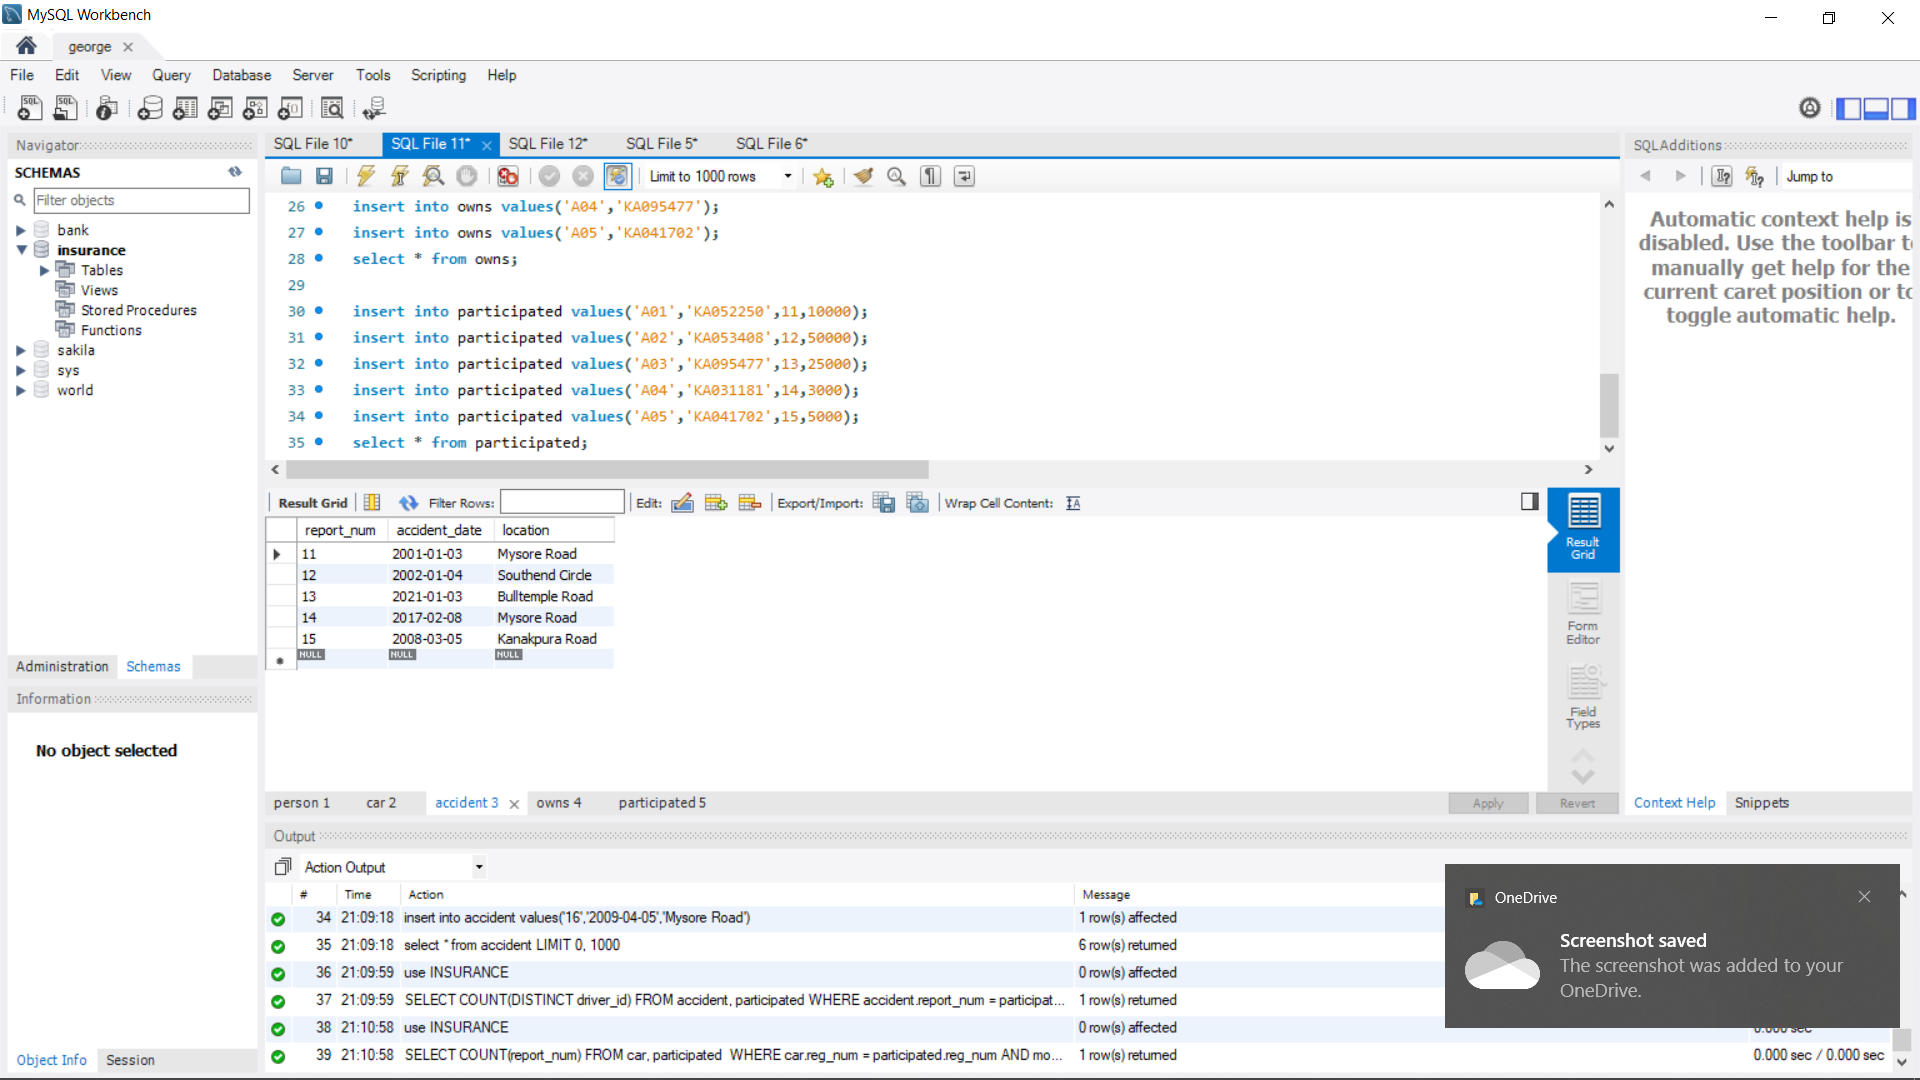 MySQL Workbench
george
File Edit View Query Database Server Tools Scripting Help
Navigator
SCHEMAS
Filter objects
bank
insurance
Tables
Views
Stored Procedures
Functions
sakila
sys
world
Administration Schemas
Information
No object selected
Object Info Session
SQL File 10* SQL File 11* SQL File 12* SQL File 5* SQL File 6*
Limit to 1000 rows
26 insert into owns values('A04','KA095477');
27 insert into owns values('A05','KA041702');
28 select * from owns;
29
30 insert into participated values('A01','KA052250',11,10000);
31 insert into participated values('A02','KA053408',12,50000);
32 insert into participated values('A03','KA095477',13,25000);
33 insert into participated values('A04','KA031181',14,3000);
34 insert into participated values('A05','KA041702',15,5000);
35 select * from participated;
Result Grid Filter Rows: Edit: Export/Import: Wrap Cell Content:
report_num accident_date location
11 2001-01-03 Mysore Road
12 2002-01-04 Southend Circle
13 2021-01-03 Bulltemple Road
14 2017-02-08 Mysore Road
15 2008-03-05 Kanakpura Road
NULL NULL NULL
Result
Grid
Form
Editor
Field
Types
person 1 car 2 accident 3 owns 4 participated 5
Apply Revert
SQLAdditions
Jump to
Automatic context help is
disabled. Use the toolbar
manually get help for the
current caret position or
toggle automatic help.
Context Help Snippets
Output
Action Output
# Time Action Message
34 21:09:18 insert into accident values('16','2009-04-05','Mysore Road') 1 row(s) affected
35 21:09:18 select * from accident LIMIT 0, 1000 6 row(s) returned
36 21:09:59 use INSURANCE 0 row(s) affected
37 21:09:59 SELECT COUNT(DISTINCT driver_id) FROM accident, participated WHERE accident.report_num = participat... 1 row(s) returned
38 21:10:58 use INSURANCE 0 row(s) affected 0.000 sec
39 21:10:58 SELECT COUNT(report_num) FROM car, participated WHERE car.reg_num = participated.reg_num AND mo... 1 row(s) returned 0.000 sec / 0.000 sec
OneDrive
Screenshot saved
The screenshot was added to your
OneDrive.